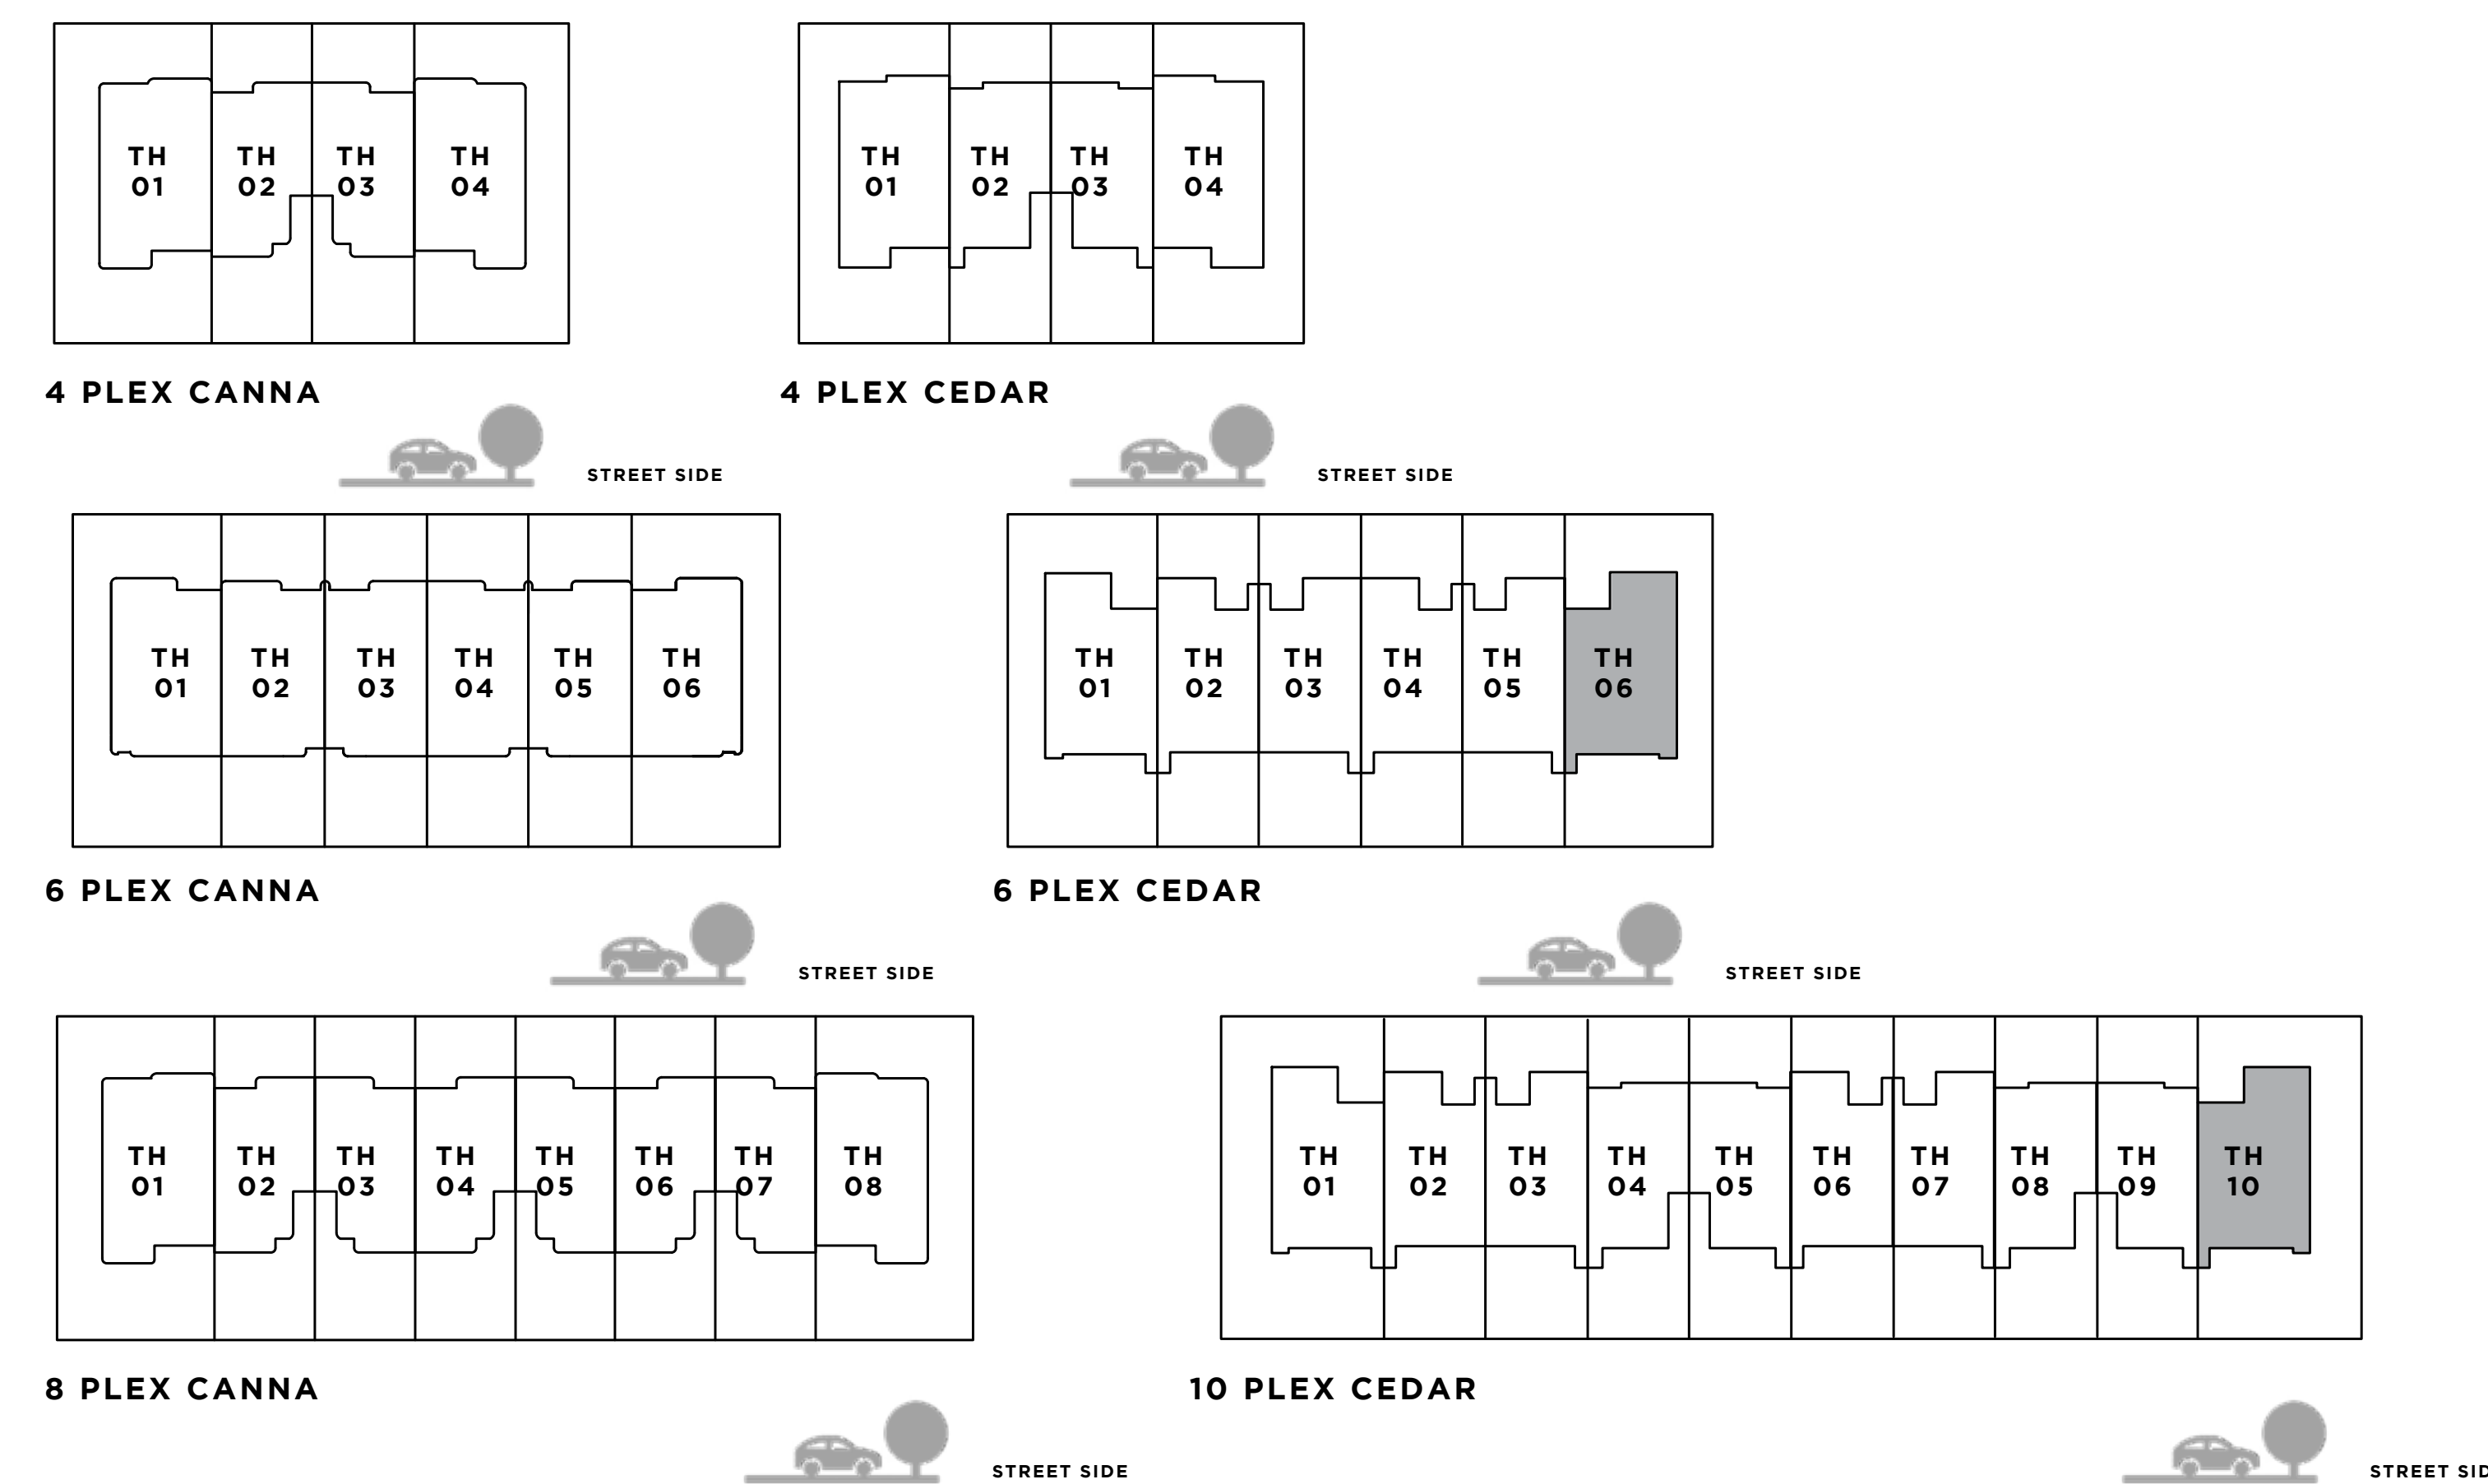 TH
01
TH
02
TH
03
TH
04
4 PLEX CANNA
STREET SIDE
TH
01
TH
02
TH
03
TH
04
4 PLEX CEDAR
STREET SIDE
TH
01
TH
02
TH
03
TH
04
TH
05
TH
06
6 PLEX CANNA
STREET SIDE
TH
01
TH
02
TH
03
TH
04
TH
05
TH
06
6 PLEX CEDAR
STREET SIDE
TH
01
TH
02
TH
03
TH
04
TH
05
TH
06
TH
07
TH
08
8 PLEX CANNA
STREET SIDE
TH
01
TH
02
TH
03
TH
04
TH
05
TH
06
TH
07
TH
08
TH
09
TH
10
10 PLEX CEDAR
STREET